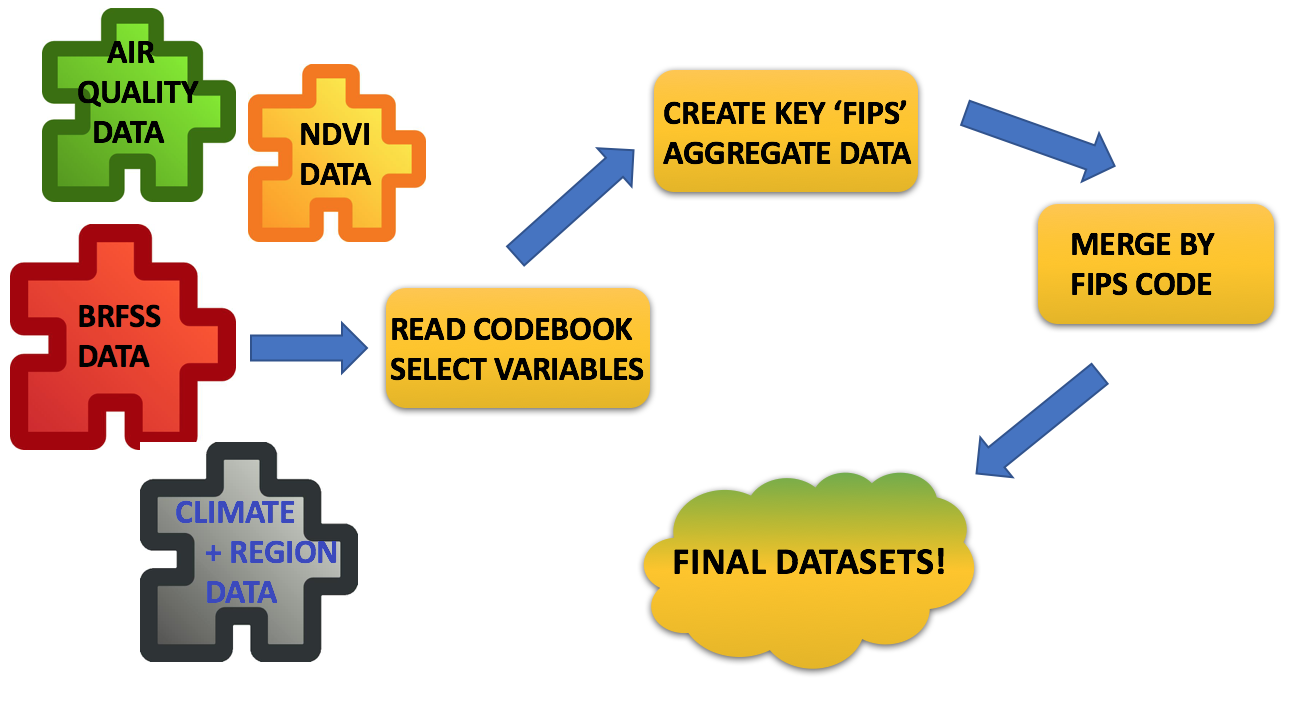 AIR
QUALITY
DATA
NDVI
DATA
BRFSS
DATA
CLIMATE
+ REGION
DATA
READ CODEBOOK
SELECT VARIABLES
CREATE KEY ‘FIPS’
AGGREGATE DATA
MERGE BY
FIPS CODE
FINAL DATASETS!